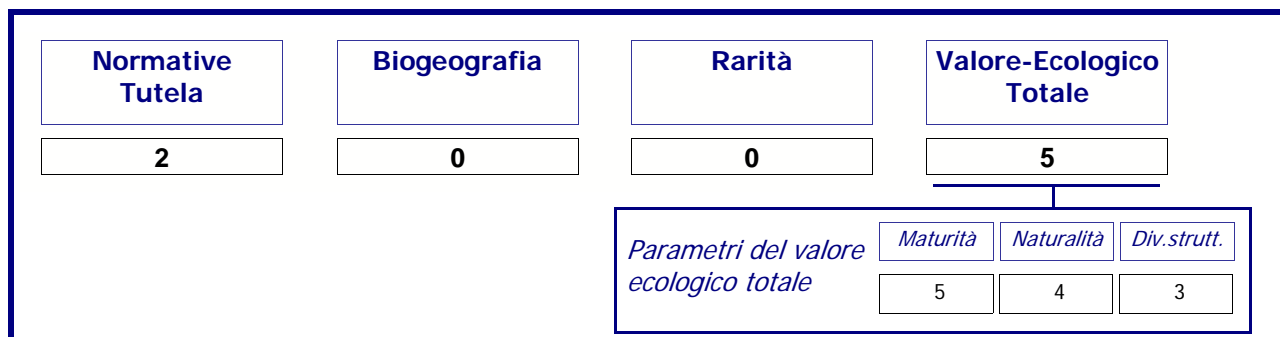 Normative
Tutela
Biogeografia
Rarità
Valore-Ecologico
Totale
2
0
0
5
Parametri del valore
ecologico totale
Maturità
Naturalità
Div.strutt.
5
4
3